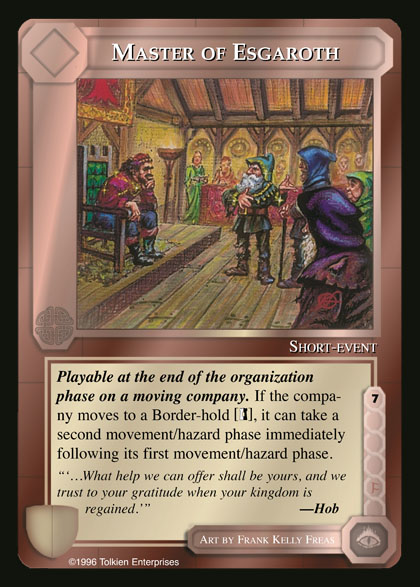 Master of Esgaroth
Short-event
Playable at the end of the organization
phase on a moving company. If the compa-
ny moves to a Border-hold [ ], it can take a
second movement/hazard phase immediately
following its first movement/hazard phase.
“‘…What help we can offer shall be yours, and we
trust to your gratitude when your kingdom is
regained.’” —Hob
7
Art by Frank Kelly Freas
©1996 Tolkien Enterprises